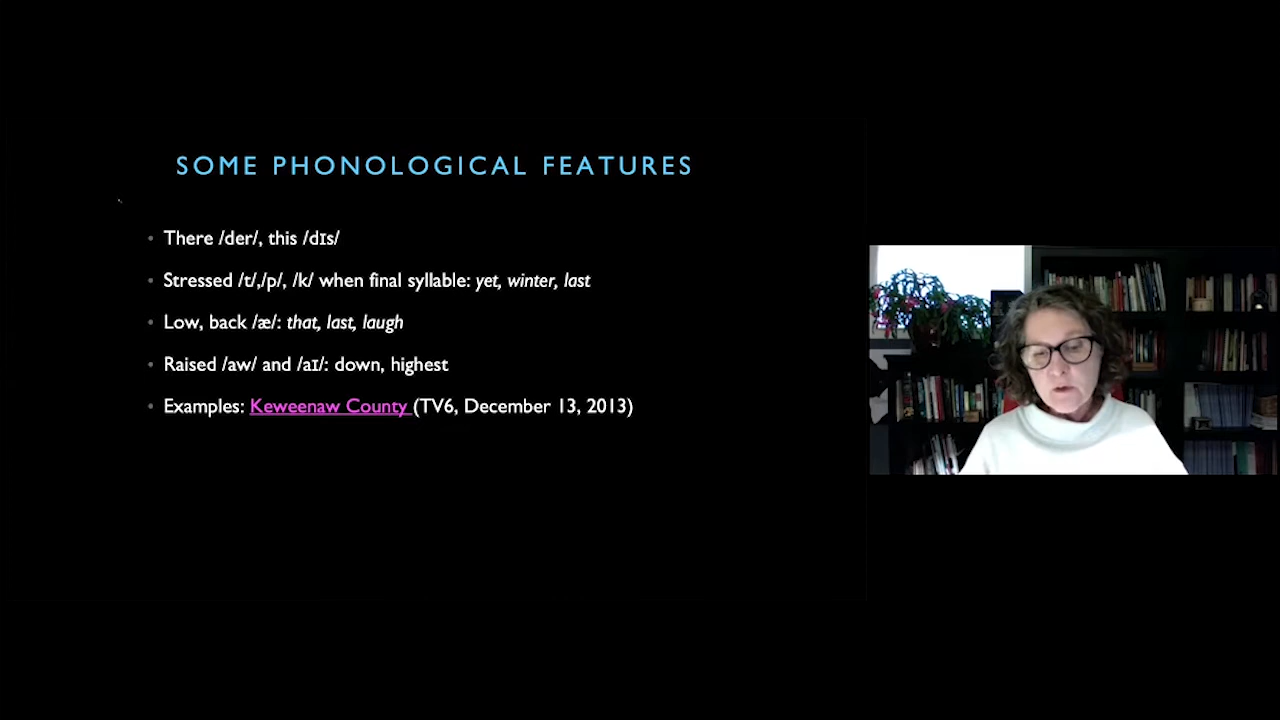 SOME PHONOLOGICAL FEATURES
• There /der/, this /dɪs/
• Stressed /t/,/p/, /k/ when final syllable: yet, winter, last
• Low, back /æ/: that, last, laugh
• Raised /aw/ and /aɪ/: down, highest
• Examples: Keweenaw County (TV6, December 13, 2013)